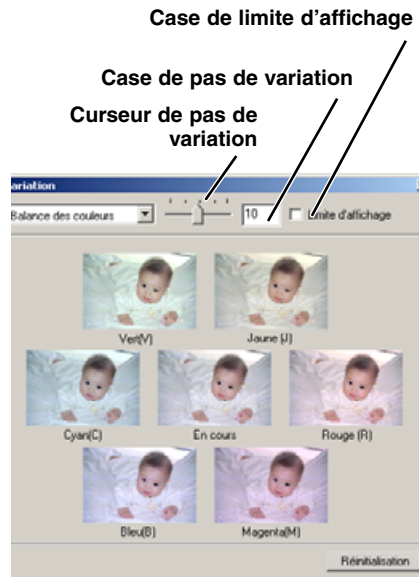 Case de limite d’affichage
Case de pas de variation
Curseur de pas de
variation
ariation
Balance des couleurs
10
Limite d'affichage
Vert(V)
Jaune (J)
Cyan(C)
En cours
Rouge (R)
Bleu(B)
Magenta(M)
Réinitialisation